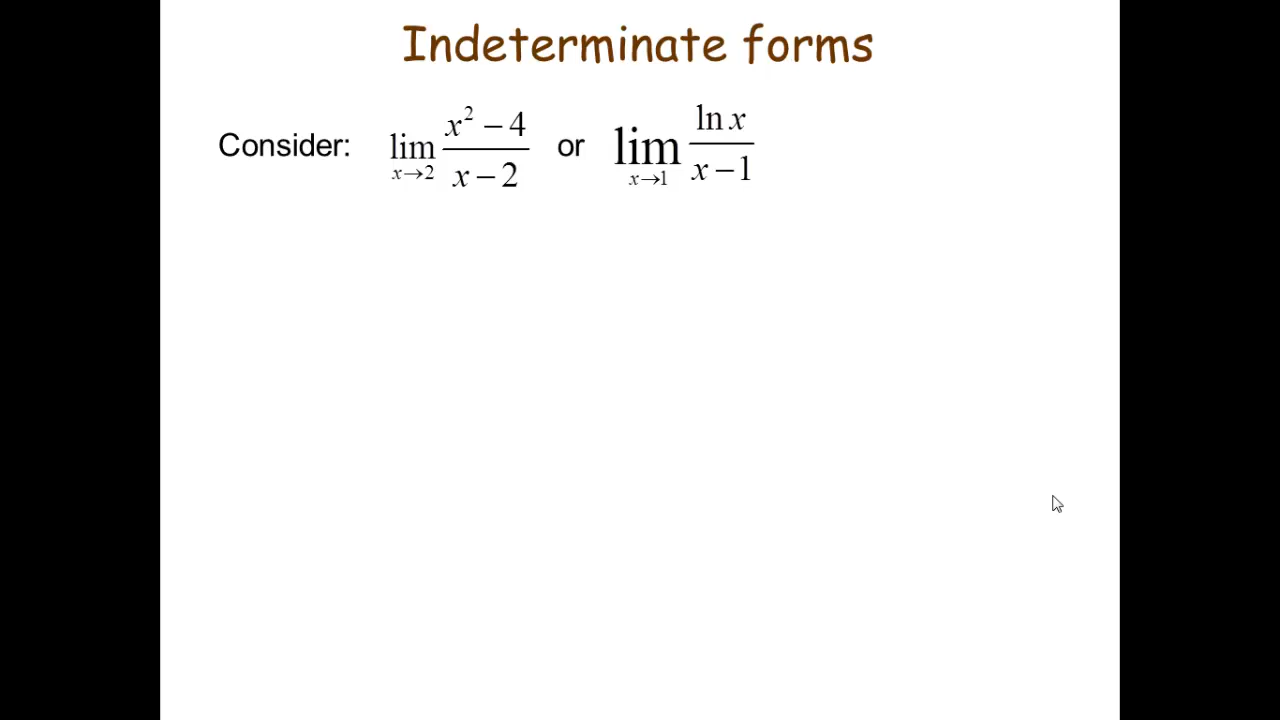 Indeterminate forms
Consider: lim x→2 x² − 4 / x − 2 or lim x→1 ln x / x − 1